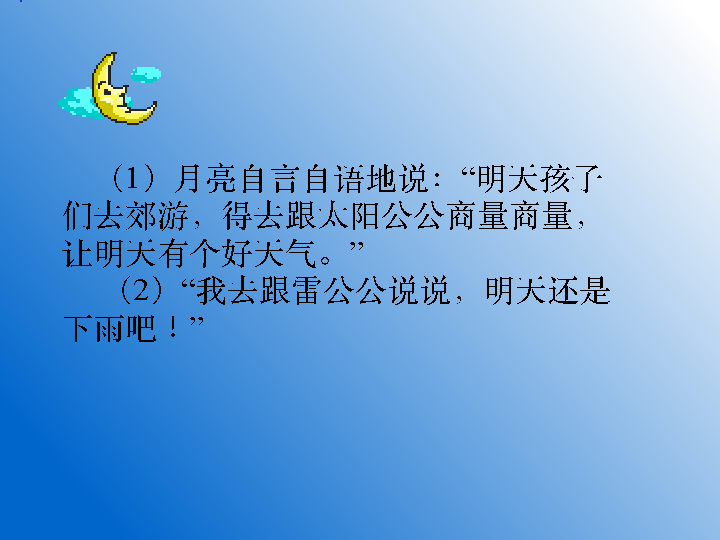 （1）月亮自言自语地说：“明天孩子
们去郊游，得去跟太阳公公商量商量，
让明天有个好天气。”
（2）“我去跟雷公公说说，明天还是
下雨吧！”